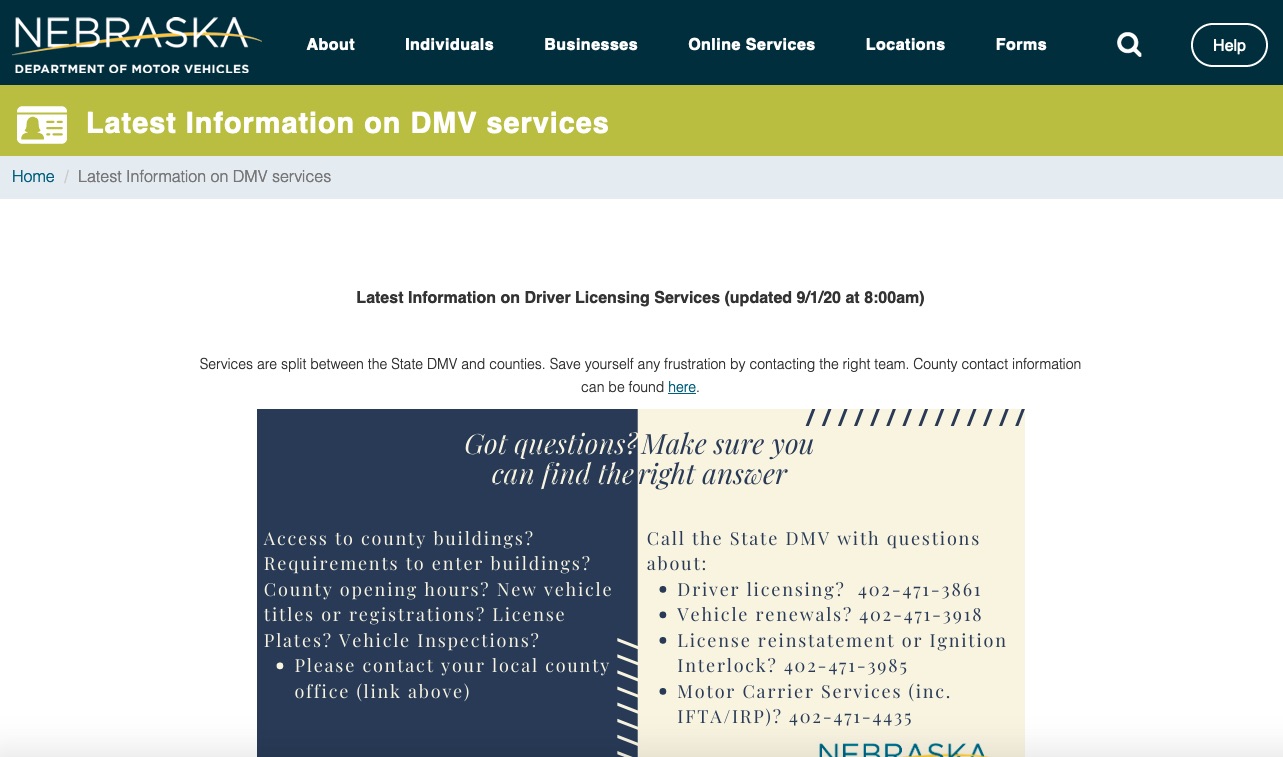 NEBRASKA
DEPARTMENT OF MOTOR VEHICLES
About Individuals Businesses Online Services Locations Forms Help
Latest Information on DMV services
Home / Latest Information on DMV services
Latest Information on Driver Licensing Services (updated 9/1/20 at 8:00am)
Services are split between the State DMV and counties. Save yourself any frustration by contacting the right team. County contact information
can be found here.
Got questions? Make sure you
can find the right answer
Access to county buildings?
Requirements to enter buildings?
County opening hours? New vehicle
titles or registrations? License
Plates? Vehicle Inspections?
• Please contact your local county
office (link above)
Call the State DMV with questions
about:
• Driver licensing? 402-471-3861
• Vehicle renewals? 402-471-3918
• License reinstatement or Ignition
Interlock? 402-471-3985
• Motor Carrier Services (inc.
IFTA/IRP)? 402-471-4435
NEBRASKA